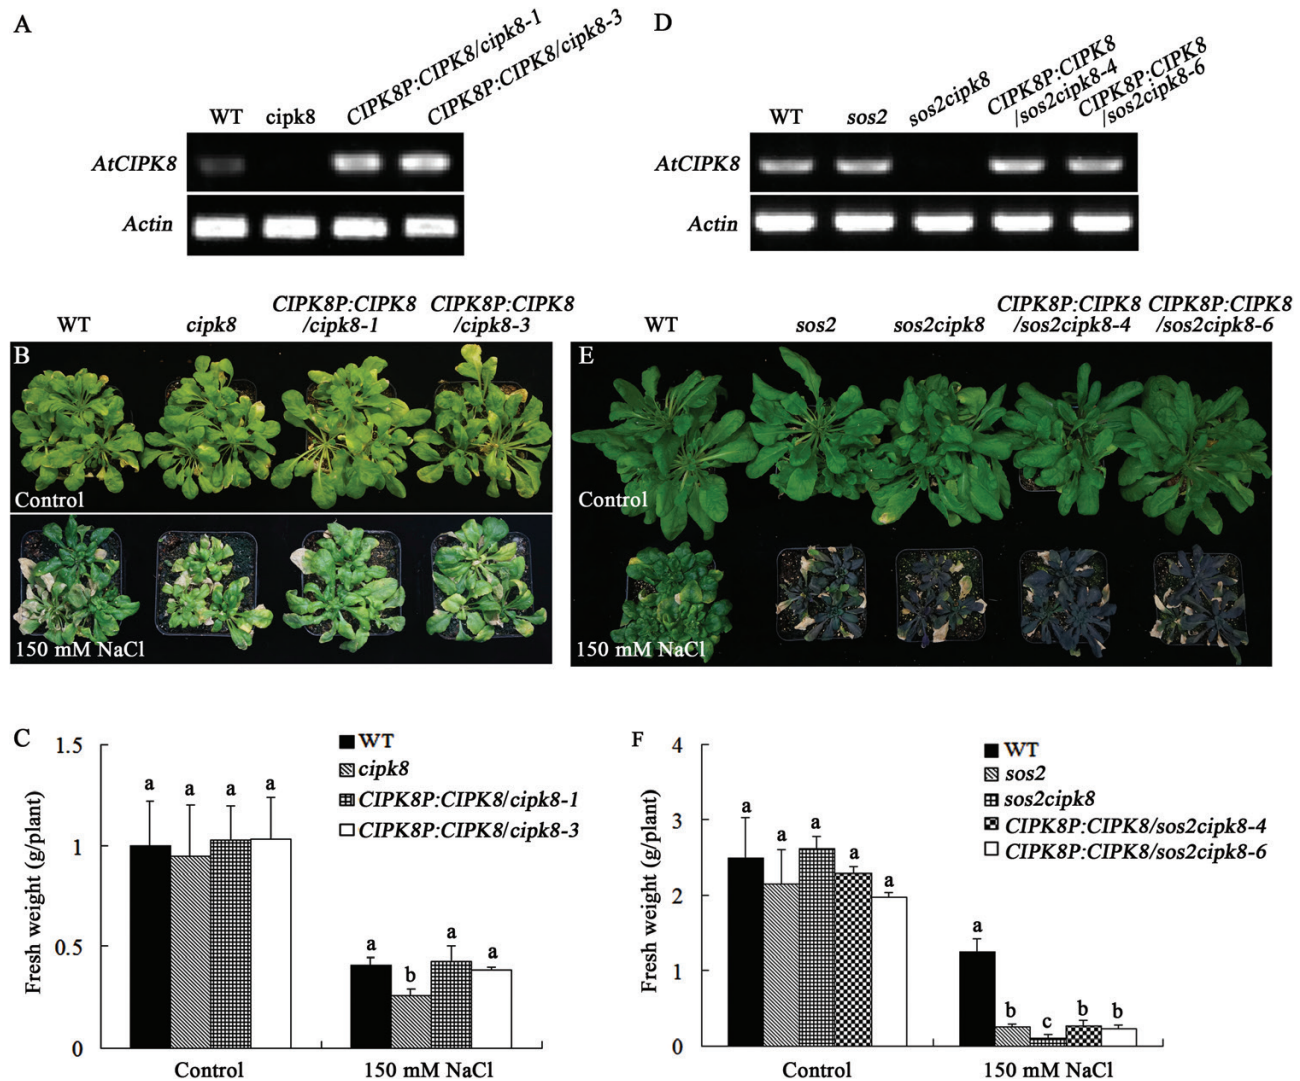 A
CIPK8P:CIPK8/cipk8-1
CIPK8P:CIPK8/cipk8-3
WT
cipk8
AtCIPK8
Actin
D
WT
sos2
sos2cipk8
CIPK8P:CIPK8
/sos2cipk8-4
CIPK8P:CIPK8
/sos2cipk8-6
AtCIPK8
Actin
WT
cipk8
CIPK8P:CIPK8
/cipk8-1
CIPK8P:CIPK8
/cipk8-3
B
Control
150 mM NaCl
WT
sos2
sos2cipk8
CIPK8P:CIPK8
/sos2cipk8-4
CIPK8P:CIPK8
/sos2cipk8-6
E
Control
150 mM NaCl
C
Fresh weight (g/plant)
1.5
1
0.5
0
WT
cipk8
CIPK8P:CIPK8/cipk8-1
CIPK8P:CIPK8/cipk8-3
a a a a
a b a a
Control
150 mM NaCl
F
Fresh weight (g/plant)
4
3
2
1
0
WT
sos2
sos2cipk8
CIPK8P:CIPK8/sos2cipk8-4
CIPK8P:CIPK8/sos2cipk8-6
a a a a a
a b c b b
Control
150 mM NaCl